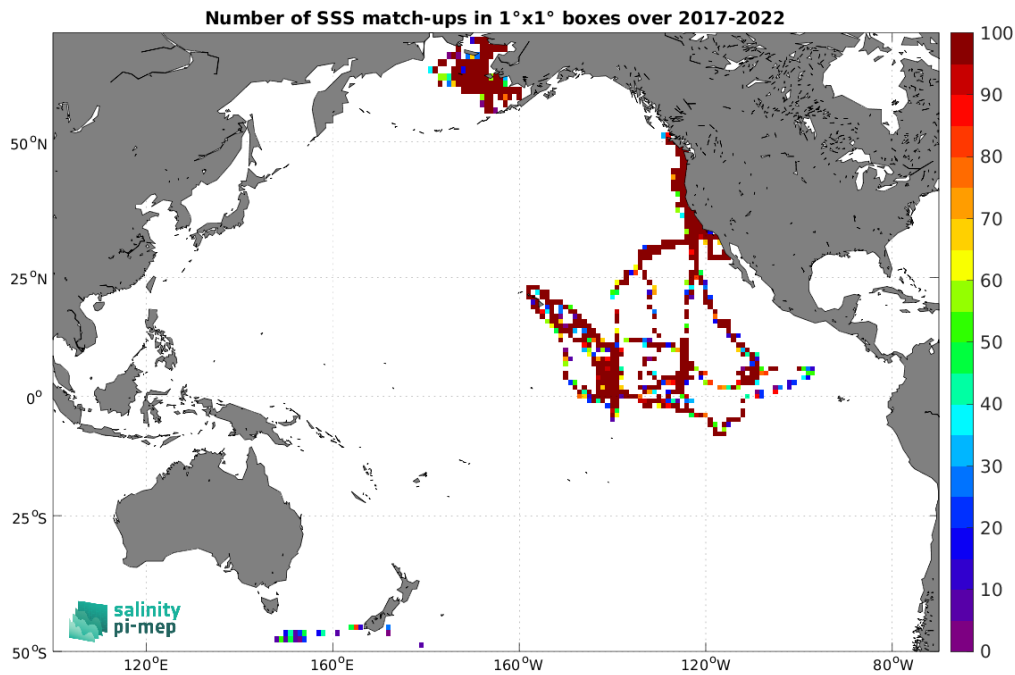 Number of SSS match-ups in 1°x1° boxes over 2017-2022
50°N
25°N
0°
25°S
50°S
120°E
160°E
160°W
120°W
80°W
100
90
80
70
60
50
40
30
20
10
0
salinity
pi-mep